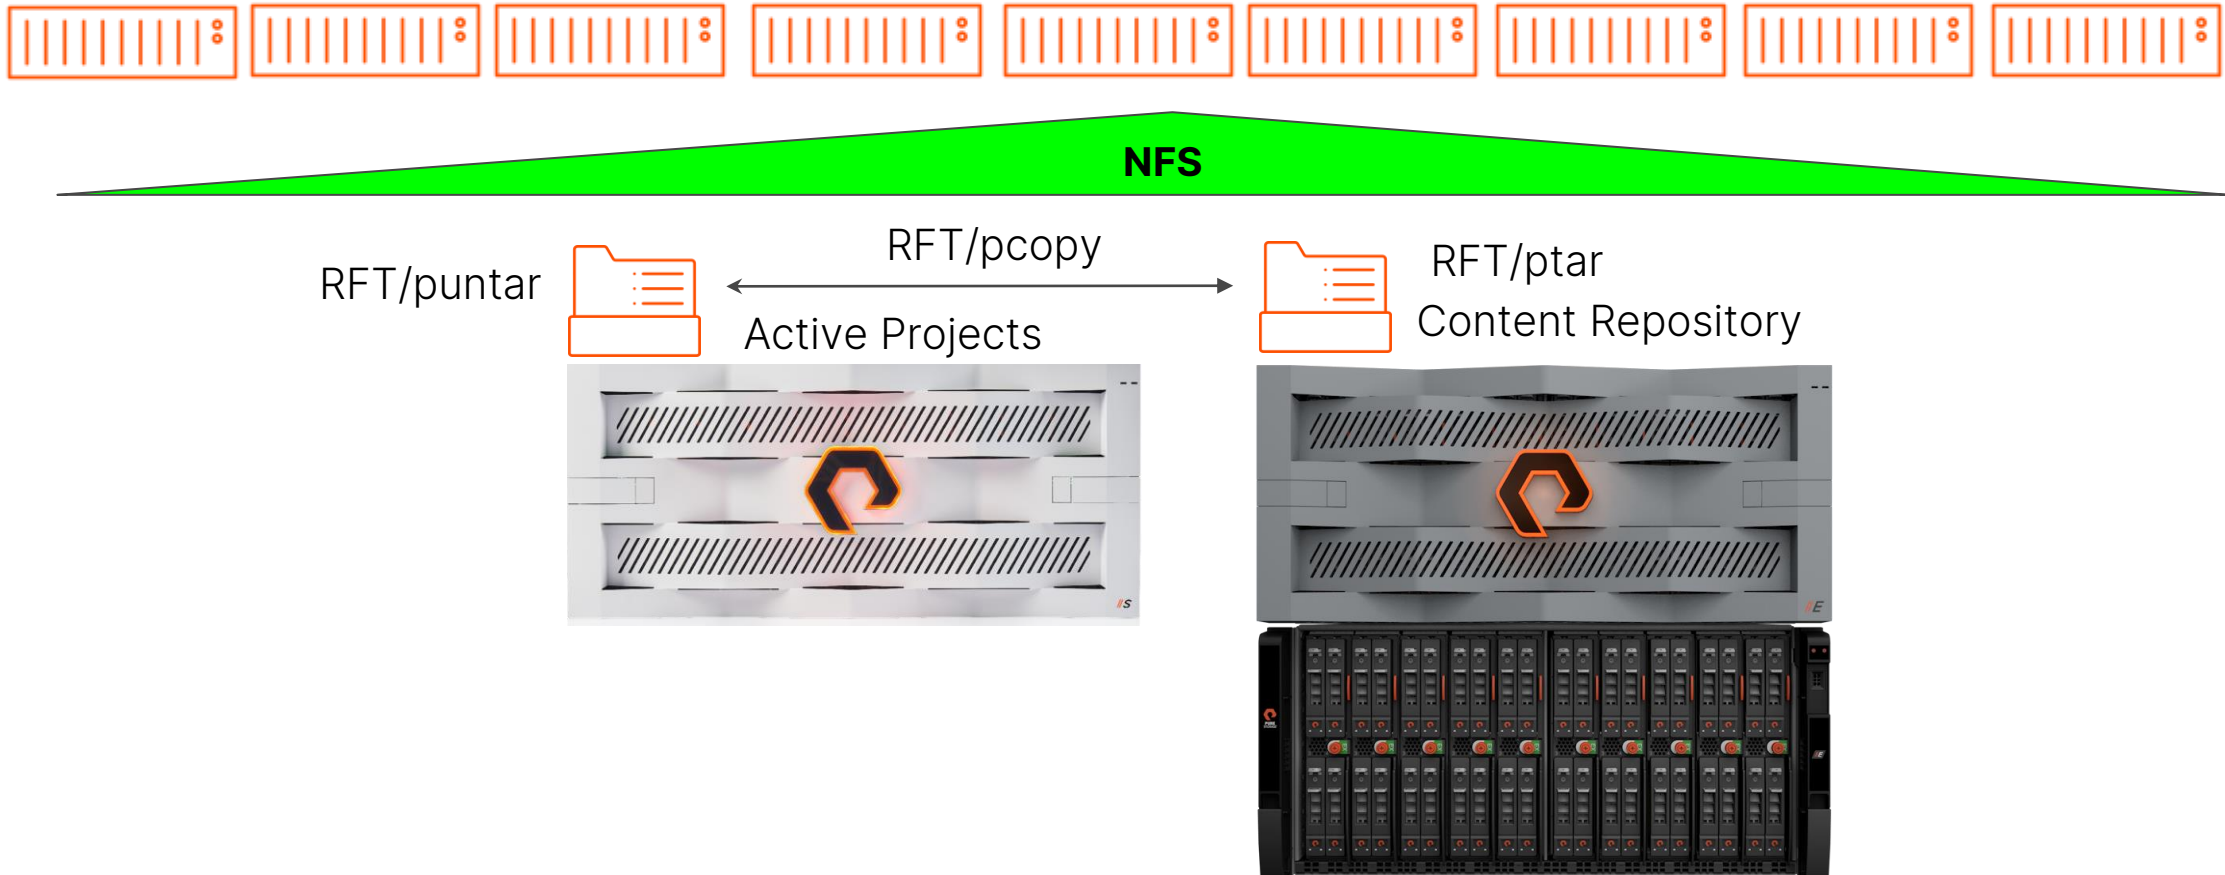 NFS
RFT/pcopy
RFT/puntar
RFT/ptar
Active Projects
Content Repository
//S
//E
//E